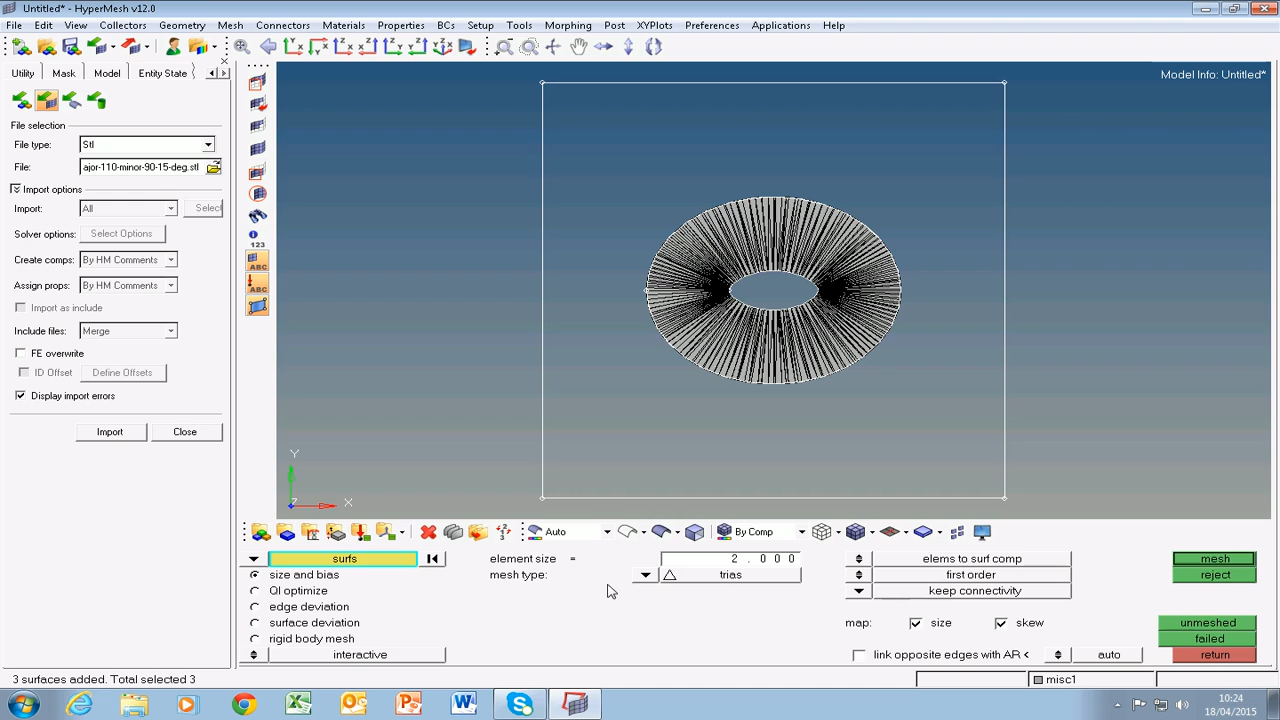 Untitled* - HyperMesh v12.0
File Edit View Collectors Geometry Mesh Connectors Materials Properties BCs Setup Tools Morphing Post XYPlots Preferences Applications Help
Utility Mask Model Entity State
Model Info: Untitled*
File selection
File type: Stl
File: ajor-110-minor-90-15-deg.stl
Import options
Import: All Select
Solver options: Select Options
Create comps: By HM Comments
Assign props: By HM Comments
Import as include
Include files: Merge
FE overwrite
ID Offset Define Offsets
Display import errors
Import Close
123
ABC
ABC
Y
Z X
Auto By Comp
surfs element size = 2.000 elems to surf comp mesh
size and bias mesh type: trias first order reject
QI optimize keep connectivity
edge deviation
surface deviation map: size skew unmeshed
rigid body mesh failed
interactive link opposite edges with AR < auto return
3 surfaces added. Total selected 3 misc1
10:24
18/04/2015